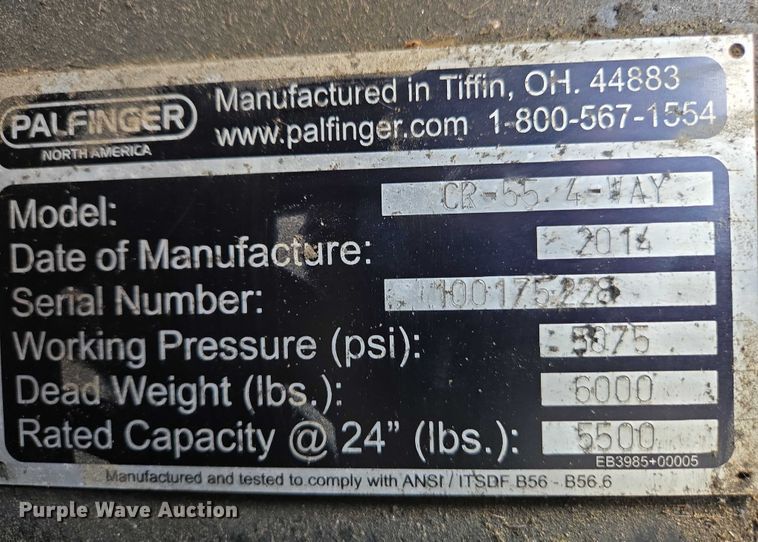 PALFINGER
NORTH AMERICA
Manufactured in Tiffin, OH. 44883
www.palfinger.com 1-800-567-1554
Model: CR-55 4-WAY
Date of Manufacture: 2014
Serial Number: 100175228
Working Pressure (psi): 5075
Dead Weight (lbs.): 6000
Rated Capacity @ 24" (lbs.): 5500
EB3985+00005
Manufactured and tested to comply with ANSI / ITSDF B56 - B56.6
Purple Wave Auction